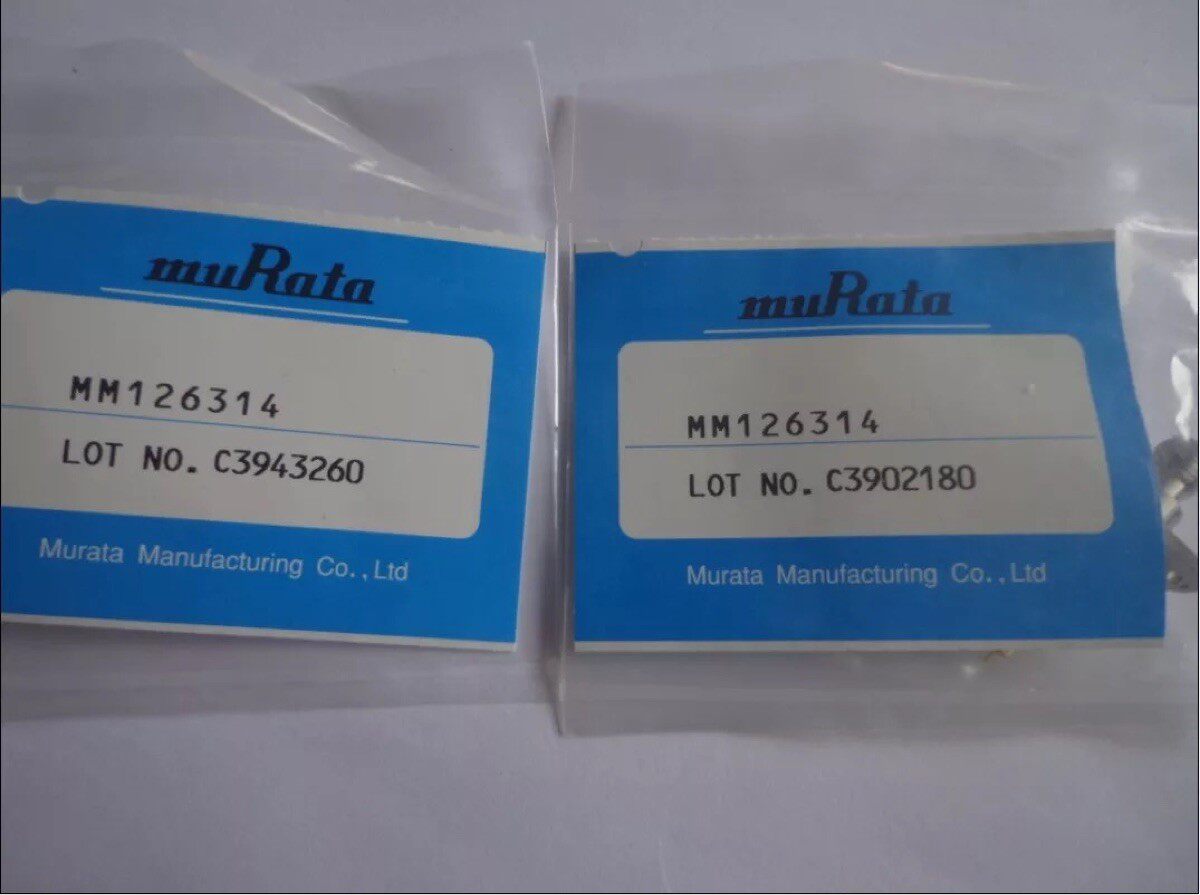 muRata
MM126314
LOT NO. C3943260
Murata Manufacturing Co.,Ltd
muRata
MM126314
LOT NO. C3902180
Murata Manufacturing Co.,Ltd